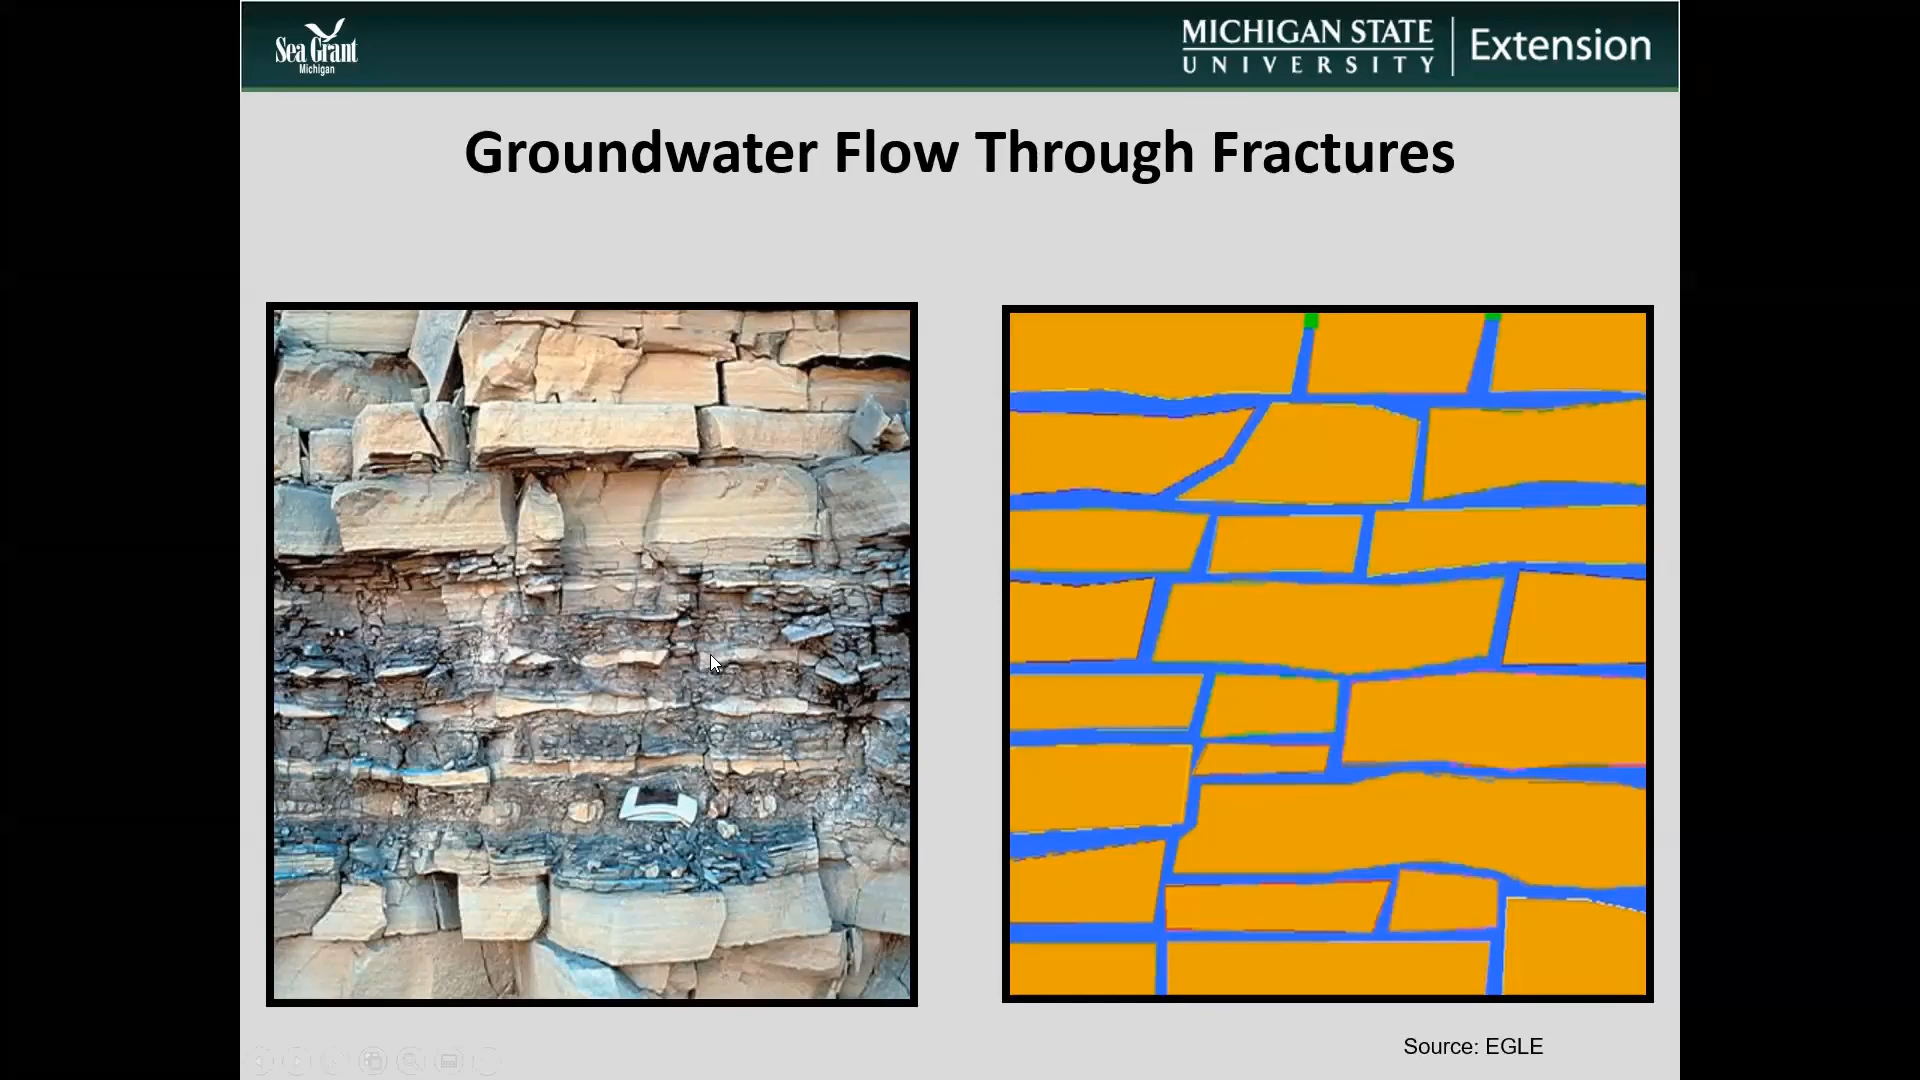 Sea Grant
Michigan
MICHIGAN STATE
UNIVERSITY
Extension
Groundwater Flow Through Fractures
Source: EGLE